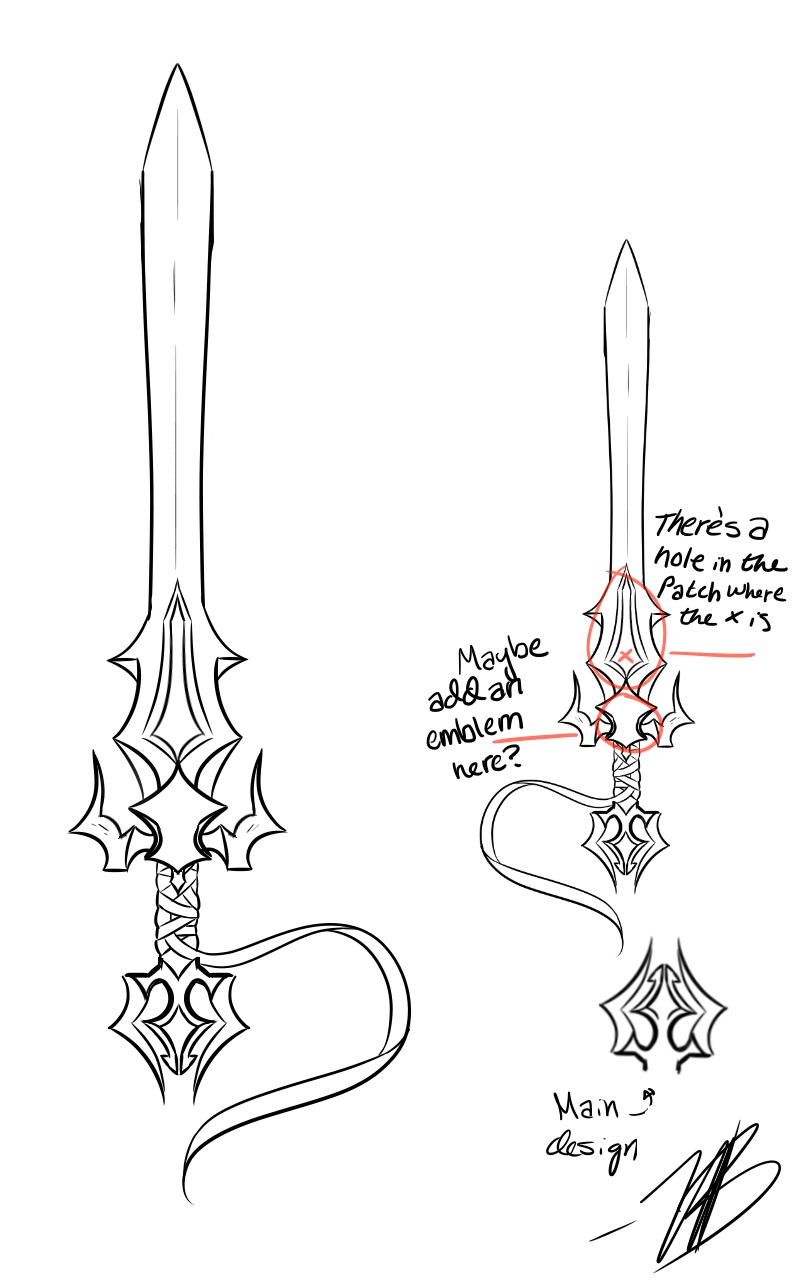 There's a
hole in the
Patch where
the x is
Maybe
add an
emblem
here?
Main
design